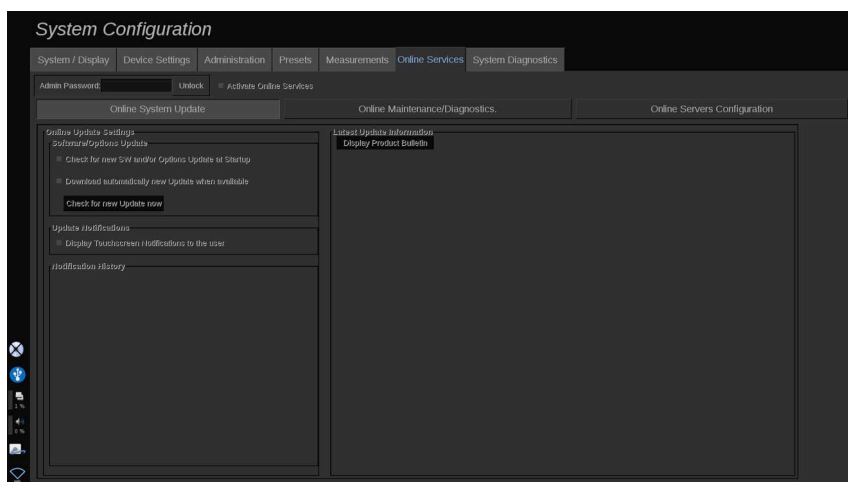 System Configuration
System / Display Device Settings Administration Presets Measurements Online Services System Diagnostics
Admin Password: Unlock Activate Online Services
Online System Update Online Maintenance/Diagnostics. Online Servers Configuration
Online Update Settings
Software/Options Update
Check for new SW and/or Options Update at Startup
Download automatically new Update when available
Check for new Update now
Update Notifications
Display Touchscreen Notifications to the user
Notification History
Latest Update Information
Display Product Bulletin
1 %
0 %